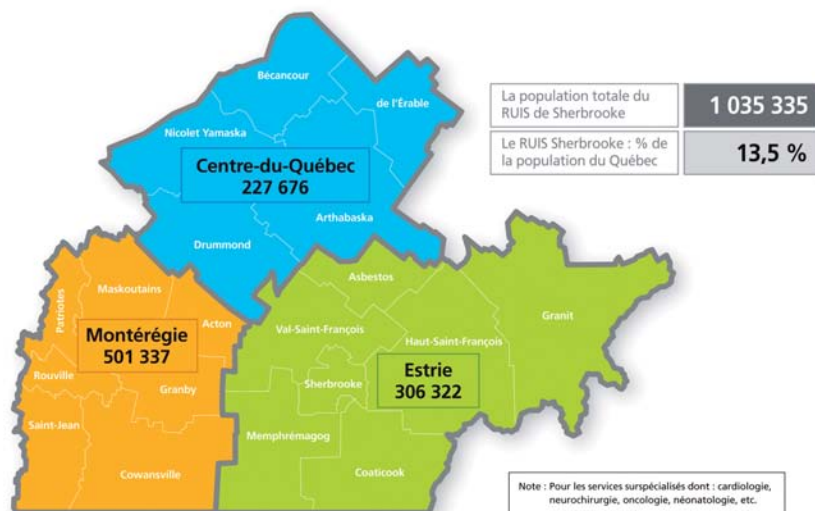 Bécancour
de l'Érable
Nicolet Yamaska
Centre-du-Québec
227 676
Arthabaska
Drummond
La population totale du
RUIS de Sherbrooke
1 035 335
Le RUIS Sherbrooke : % de
la population du Québec
13,5 %
Patriotes
Maskoutains
Acton
Montérégie
501 337
Rouville
Granby
Saint-Jean
Cowansville
Asbestos
Val-Saint-François
Haut-Saint-François
Granit
Sherbrooke
Estrie
306 322
Memphrémagog
Coaticook
Note : Pour les services surspécialisés dont : cardiologie,
neurochirurgie, oncologie, néonatologie, etc.